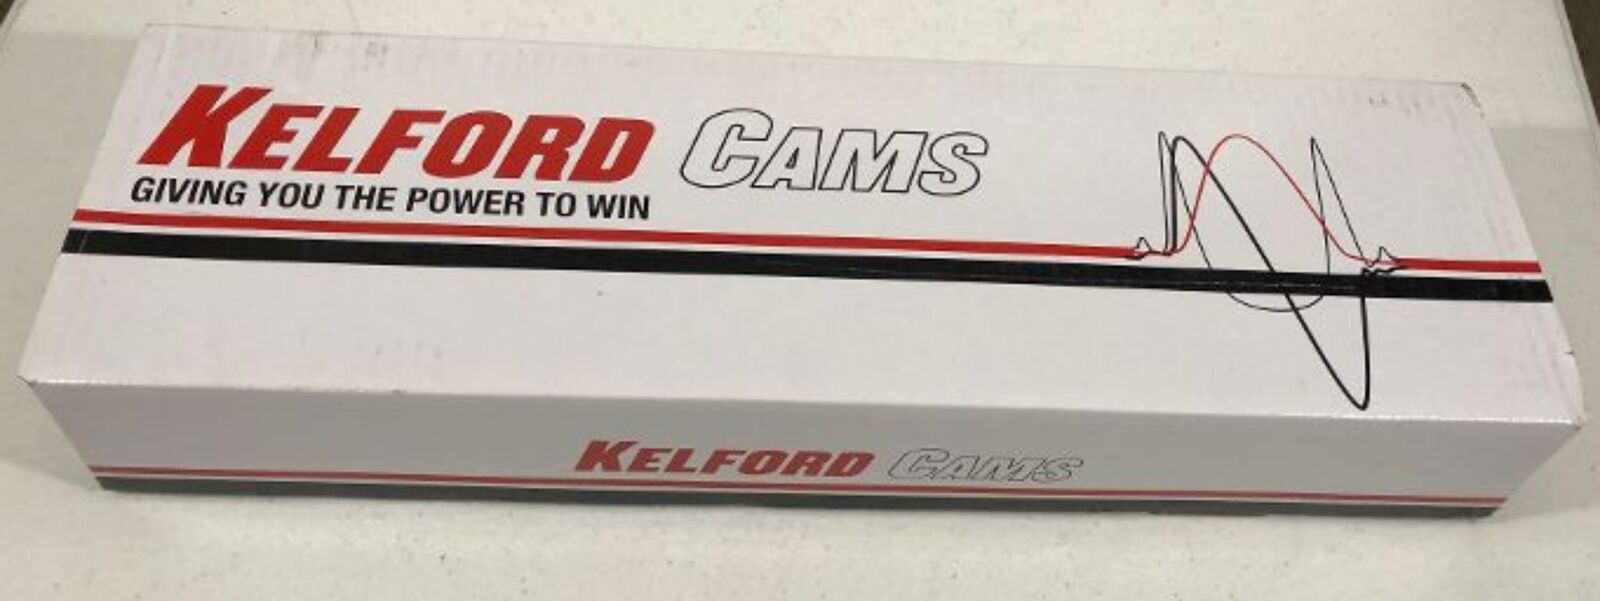 KELFORD CAMS
GIVING YOU THE POWER TO WIN
KELFORD CAMS